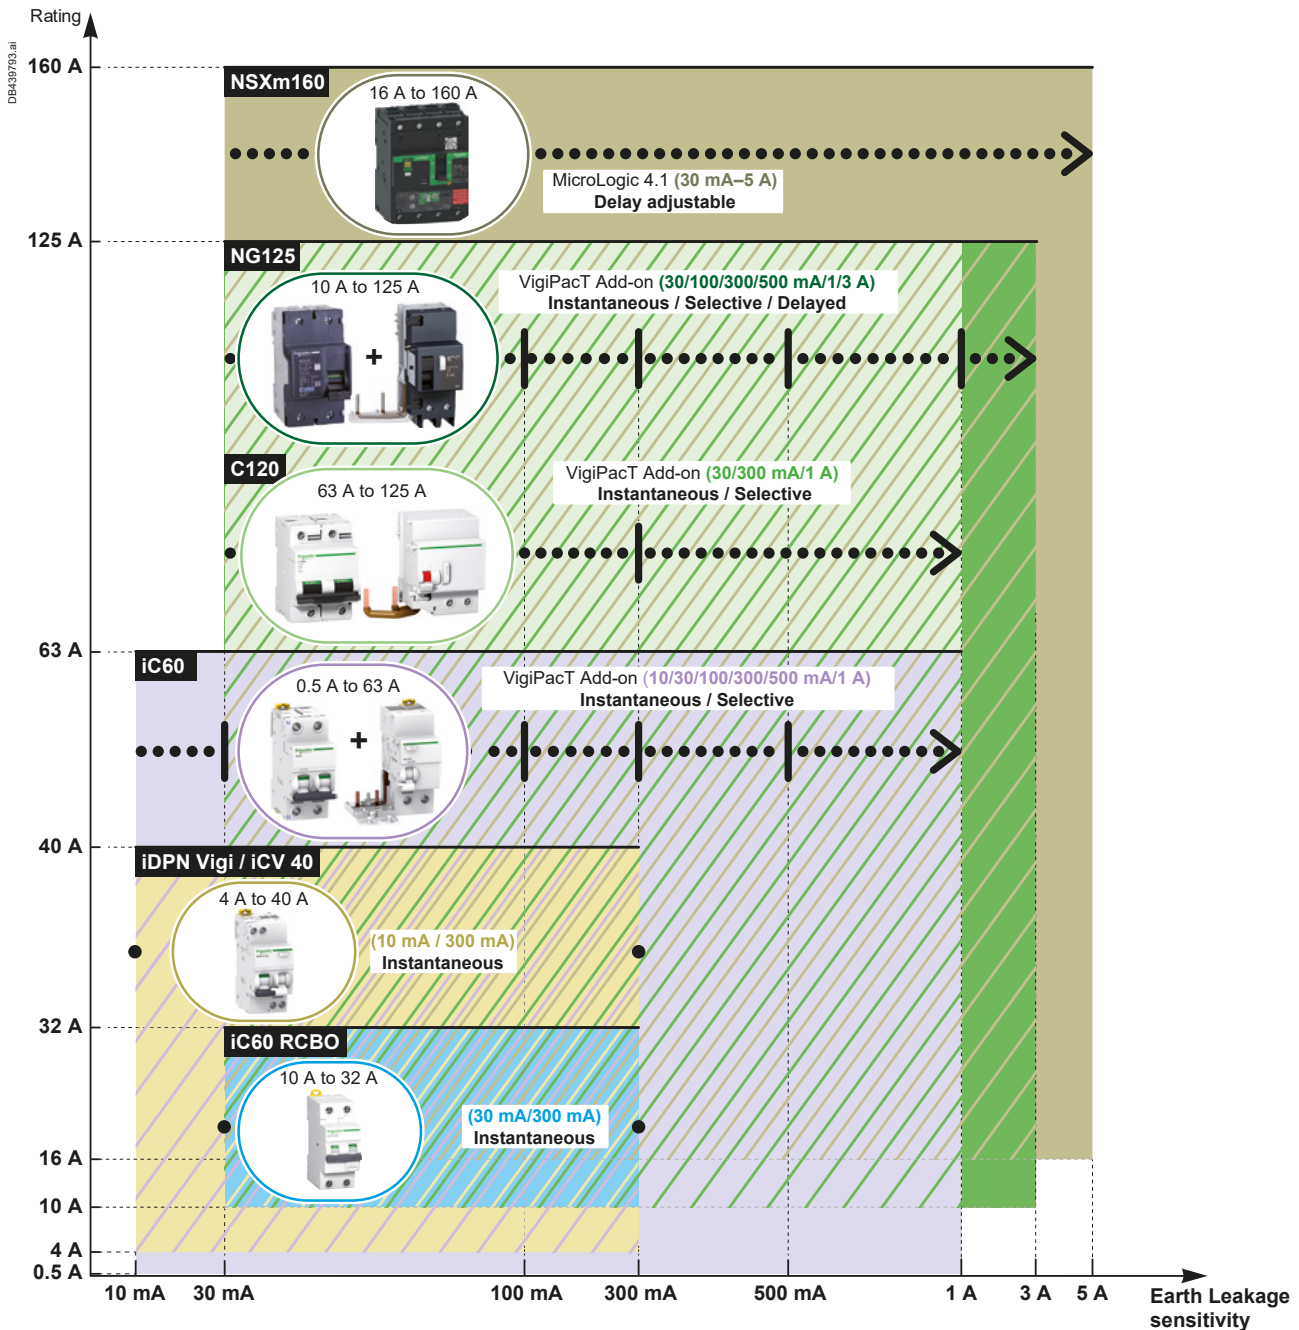 Rating
DB439793.ai
160 A
NSXm160
16 A to 160 A
MicroLogic 4.1 (30 mA–5 A)
Delay adjustable
125 A
NG125
10 A to 125 A
VigiPacT Add-on (30/100/300/500 mA/1/3 A)
Instantaneous / Selective / Delayed
+
C120
63 A to 125 A
VigiPacT Add-on (30/300 mA/1 A)
Instantaneous / Selective
63 A
iC60
0.5 A to 63 A
VigiPacT Add-on (10/30/100/300/500 mA/1 A)
Instantaneous / Selective
+
40 A
iDPN Vigi / iCV 40
4 A to 40 A
(10 mA / 300 mA)
Instantaneous
32 A
iC60 RCBO
10 A to 32 A
(30 mA/300 mA)
Instantaneous
16 A
10 A
4 A
0.5 A
10 mA 30 mA 100 mA 300 mA 500 mA 1 A 3 A 5 A
Earth Leakage
sensitivity